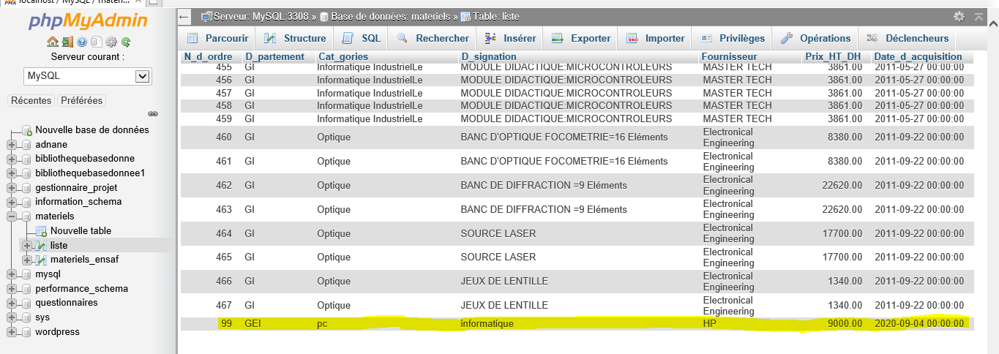 localhost / MySQL / matéri...
phpMyAdmin
Serveur courant :
MySQL
Récentes Préférées
Nouvelle base de données
adnane
bibliothequebasedonne
bibliothequebasedonnee1
gestionnaire_projet
information_schema
materiels
Nouvelle table
liste
materiels_ensaf
mysql
performance_schema
questionnaires
sys
wordpress
Serveur: MySQL:3308 » Base de données: materiels » Table: liste
Parcourir Structure SQL Rechercher Insérer Exporter Importer Privilèges Opérations Déclencheurs
N_d_ordre D_partement Cat_gories D_signation Fournisseur Prix_HT_DH Date_d_acquisition
455 GI Informatique IndustrielLe MODULE DIDACTIQUE:MICROCONTROLEURS MASTER TECH 3861.00 2011-05-27 00:00:00
456 GI Informatique IndustrielLe MODULE DIDACTIQUE:MICROCONTROLEURS MASTER TECH 3861.00 2011-05-27 00:00:00
457 GI Informatique IndustrielLe MODULE DIDACTIQUE:MICROCONTROLEURS MASTER TECH 3861.00 2011-05-27 00:00:00
458 GI Informatique IndustrielLe MODULE DIDACTIQUE:MICROCONTROLEURS MASTER TECH 3861.00 2011-05-27 00:00:00
459 GI Informatique IndustrielLe MODULE DIDACTIQUE:MICROCONTROLEURS MASTER TECH 3861.00 2011-05-27 00:00:00
460 GI Optique BANC D'OPTIQUE FOCOMETRIE=16 Eléments Electronical Engineering 8380.00 2011-09-22 00:00:00
461 GI Optique BANC D'OPTIQUE FOCOMETRIE=16 Eléments Electronical Engineering 8380.00 2011-09-22 00:00:00
462 GI Optique BANC DE DIFFRACTION =9 Eléments Electronical Engineering 22620.00 2011-09-22 00:00:00
463 GI Optique BANC DE DIFFRACTION =9 Eléments Electronical Engineering 22620.00 2011-09-22 00:00:00
464 GI Optique SOURCE LASER Electronical Engineering 17700.00 2011-09-22 00:00:00
465 GI Optique SOURCE LASER Electronical Engineering 17700.00 2011-09-22 00:00:00
466 GI Optique JEUX DE LENTILLE Electronical Engineering 1340.00 2011-09-22 00:00:00
467 GI Optique JEUX DE LENTILLE Electronical Engineering 1340.00 2011-09-22 00:00:00
99 GEI pc informatique HP 9000.00 2020-09-04 00:00:00